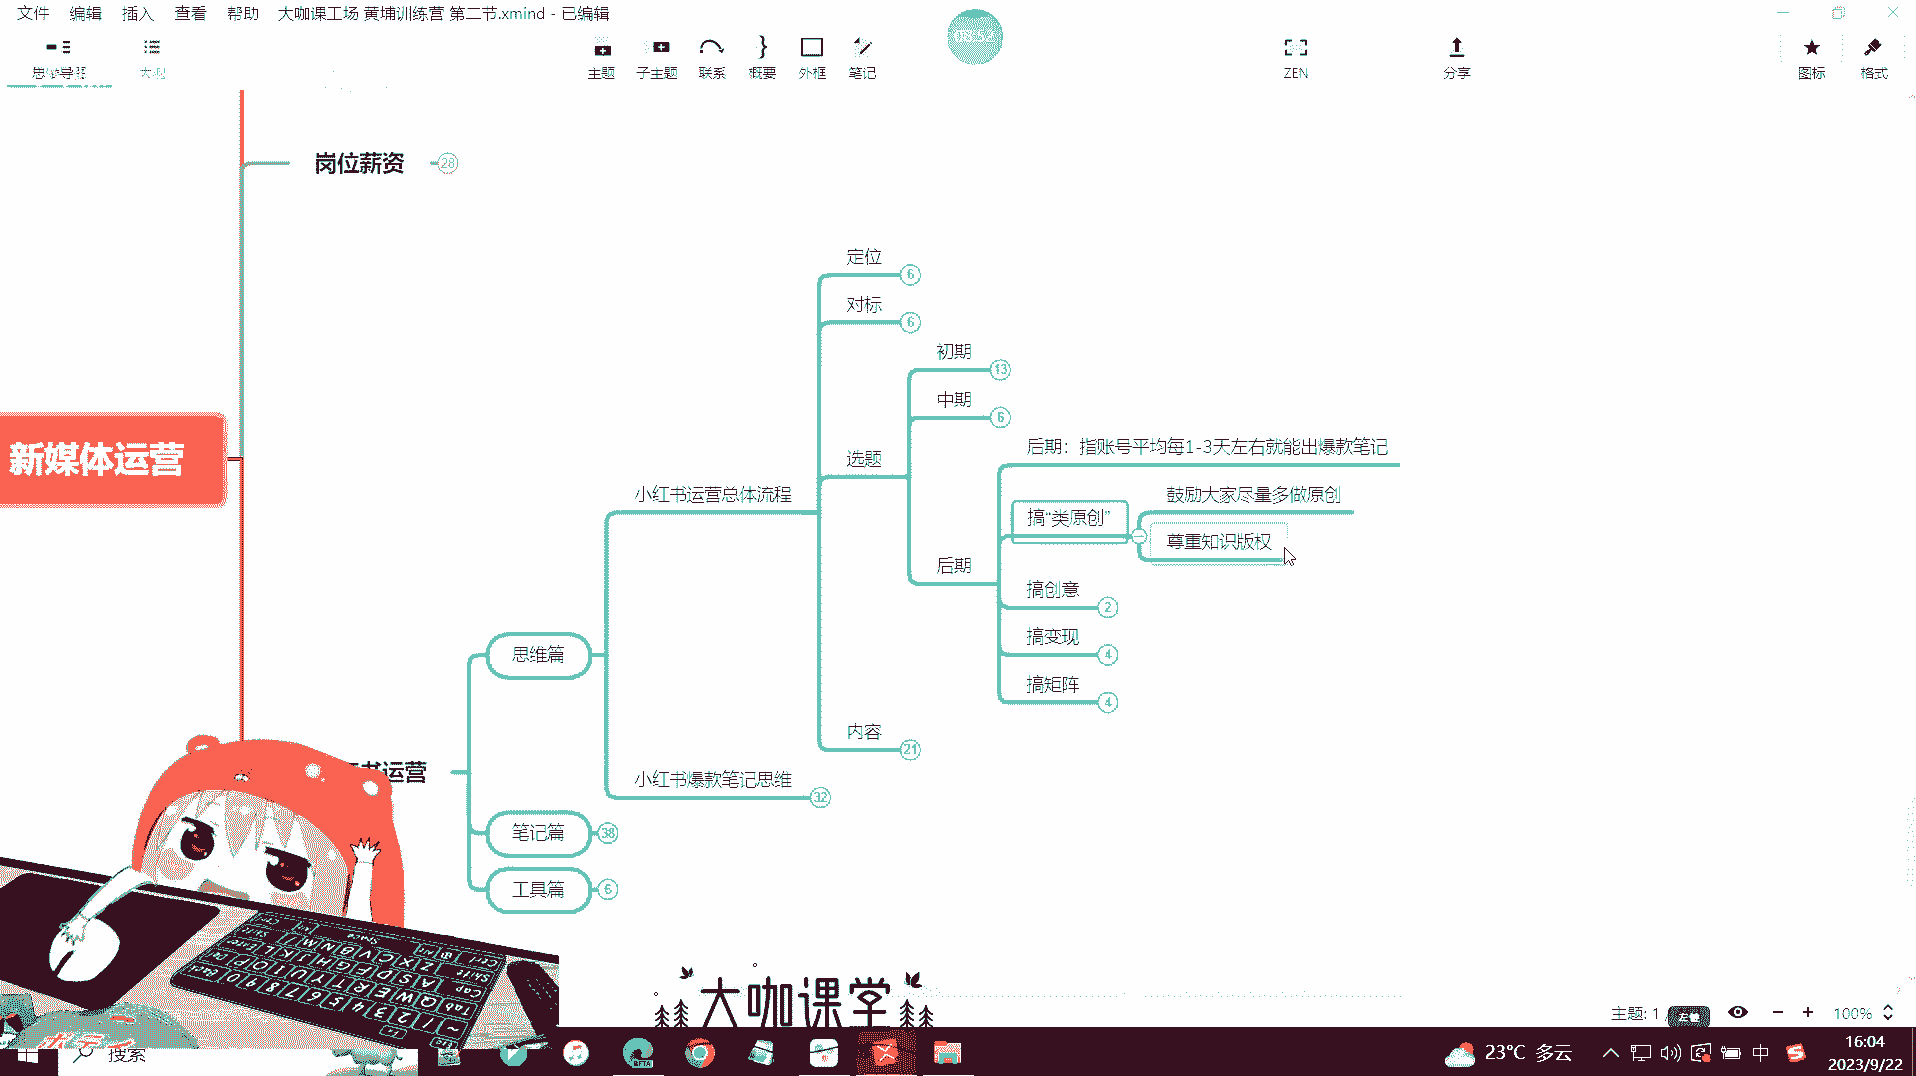 文件 编辑 插入 查看 帮助 大咖课工场 黄埔训练营 第二节.xmind - 已编辑
思维导图 大纲 主题 子主题 联系 概要 外框 笔记 ZEN 分享 图标 格式
岗位薪资 28
定位 6
对标 6
初期 13
中期 6
后期：指账号平均每1-3天左右就能出爆款笔记
选题
小红书运营总体流程
鼓励大家尽量多做原创
搞“类原创”
尊重知识版权
新媒体运营
后期
搞创意 2
搞变现 4
搞矩阵 4
思维篇
内容 21
书运营
小红书爆款笔记思维 32
笔记篇 38
工具篇 6
大咖课学
主题: 1
100%
搜索
23°C 多云
中
16:04
2023/9/22